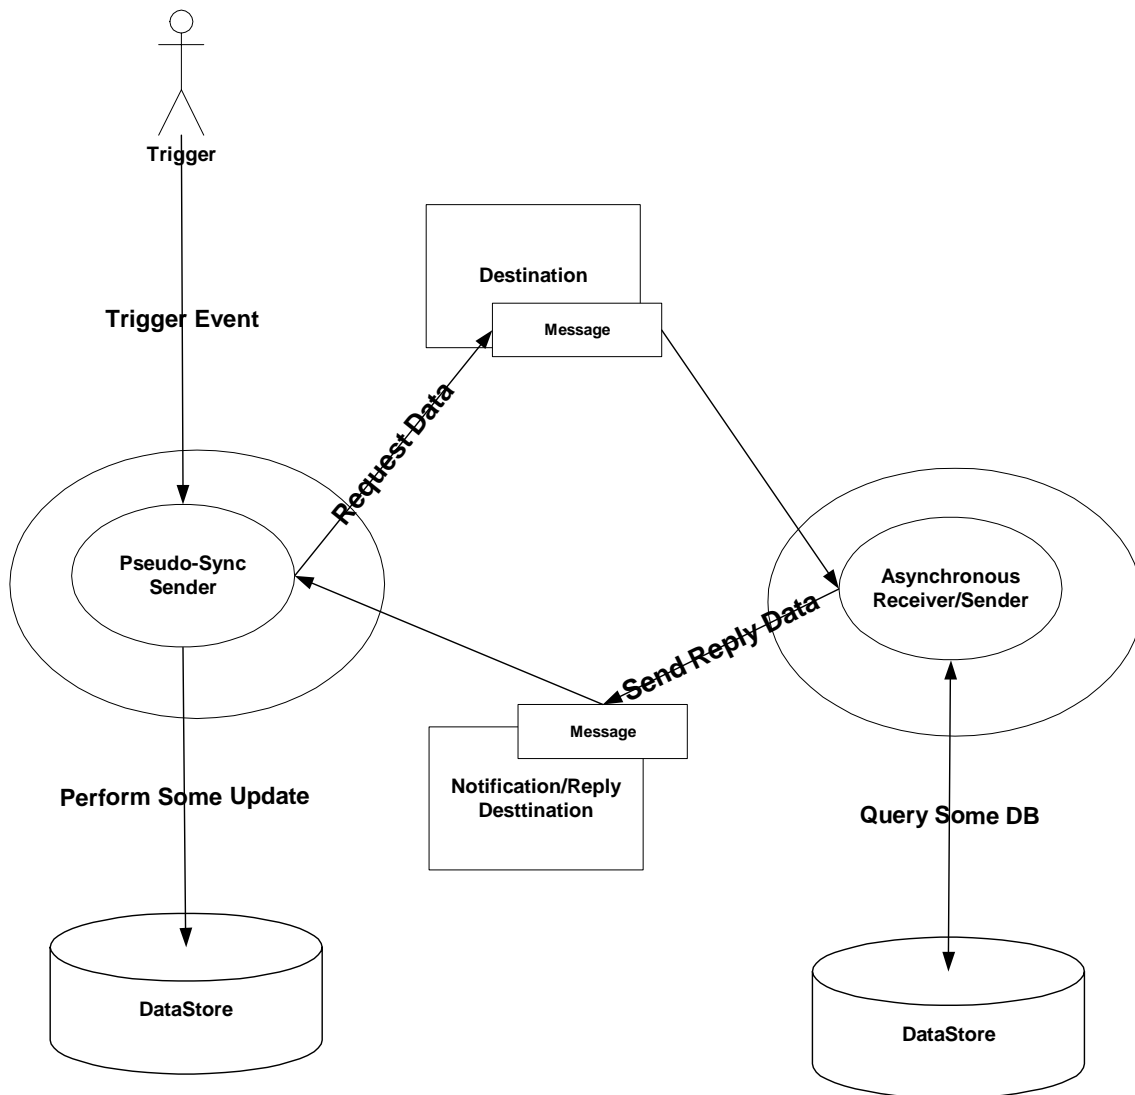 Trigger
Destination
Message
Trigger Event
Request Data
Pseudo-Sync
Sender
Asynchronous
Receiver/Sender
Send Reply Data
Message
Notification/Reply
Desttination
Perform Some Update
Query Some DB
DataStore
DataStore